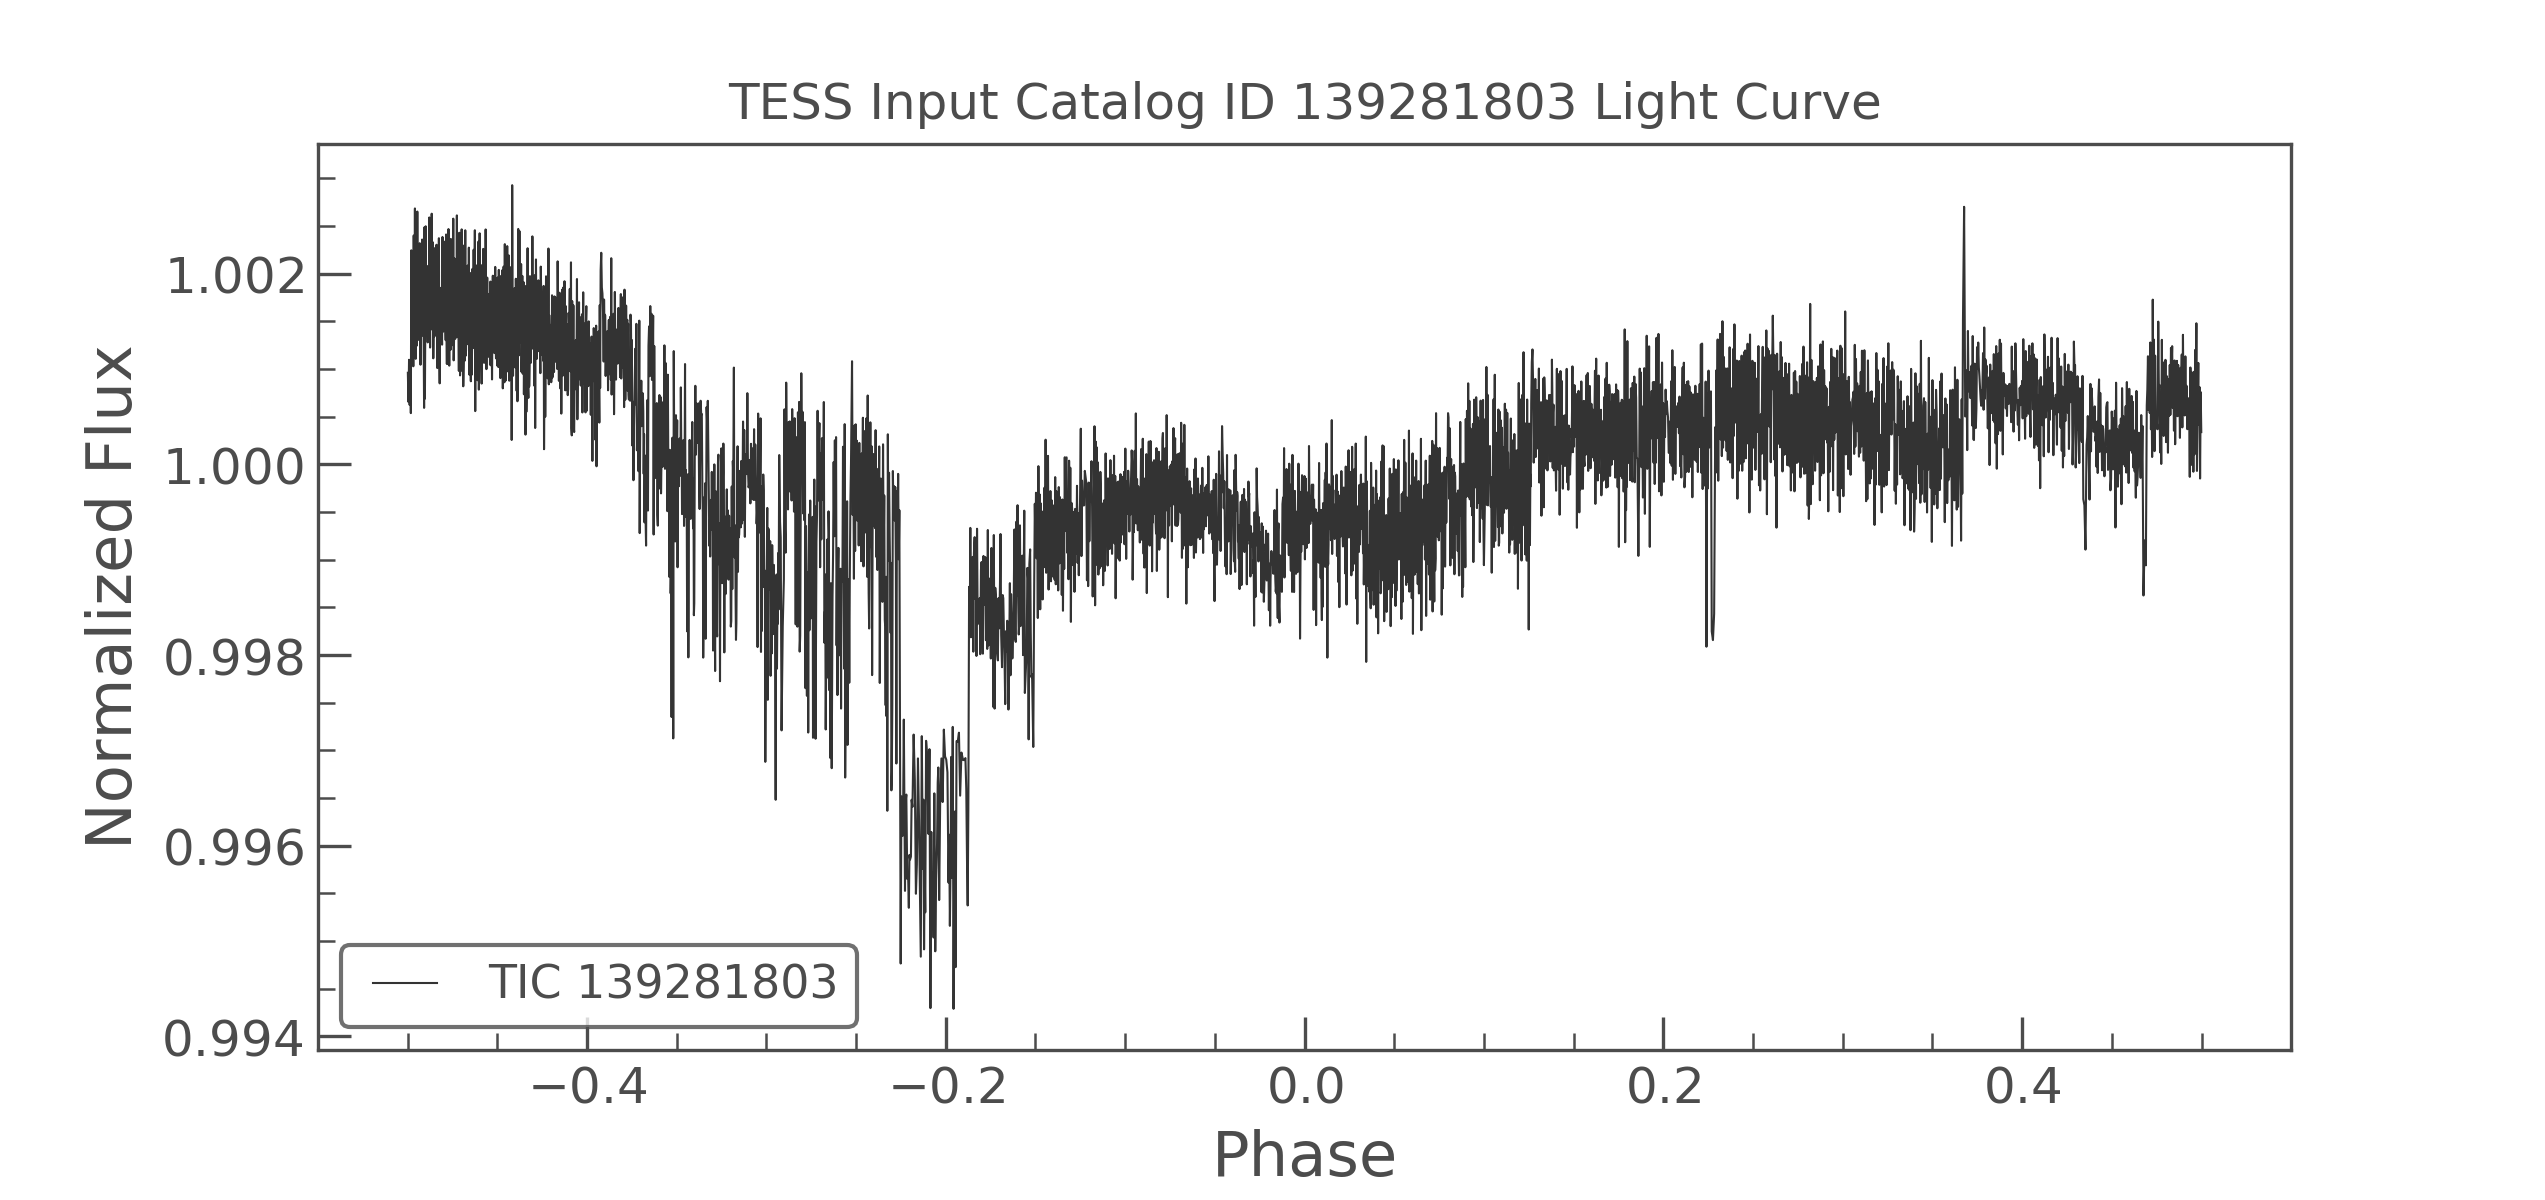 TESS Input Catalog ID 139281803 Light Curve
Normalized Flux
1.002
1.000
0.998
0.996
0.994
TIC 139281803
−0.4 −0.2 0.0 0.2 0.4
Phase